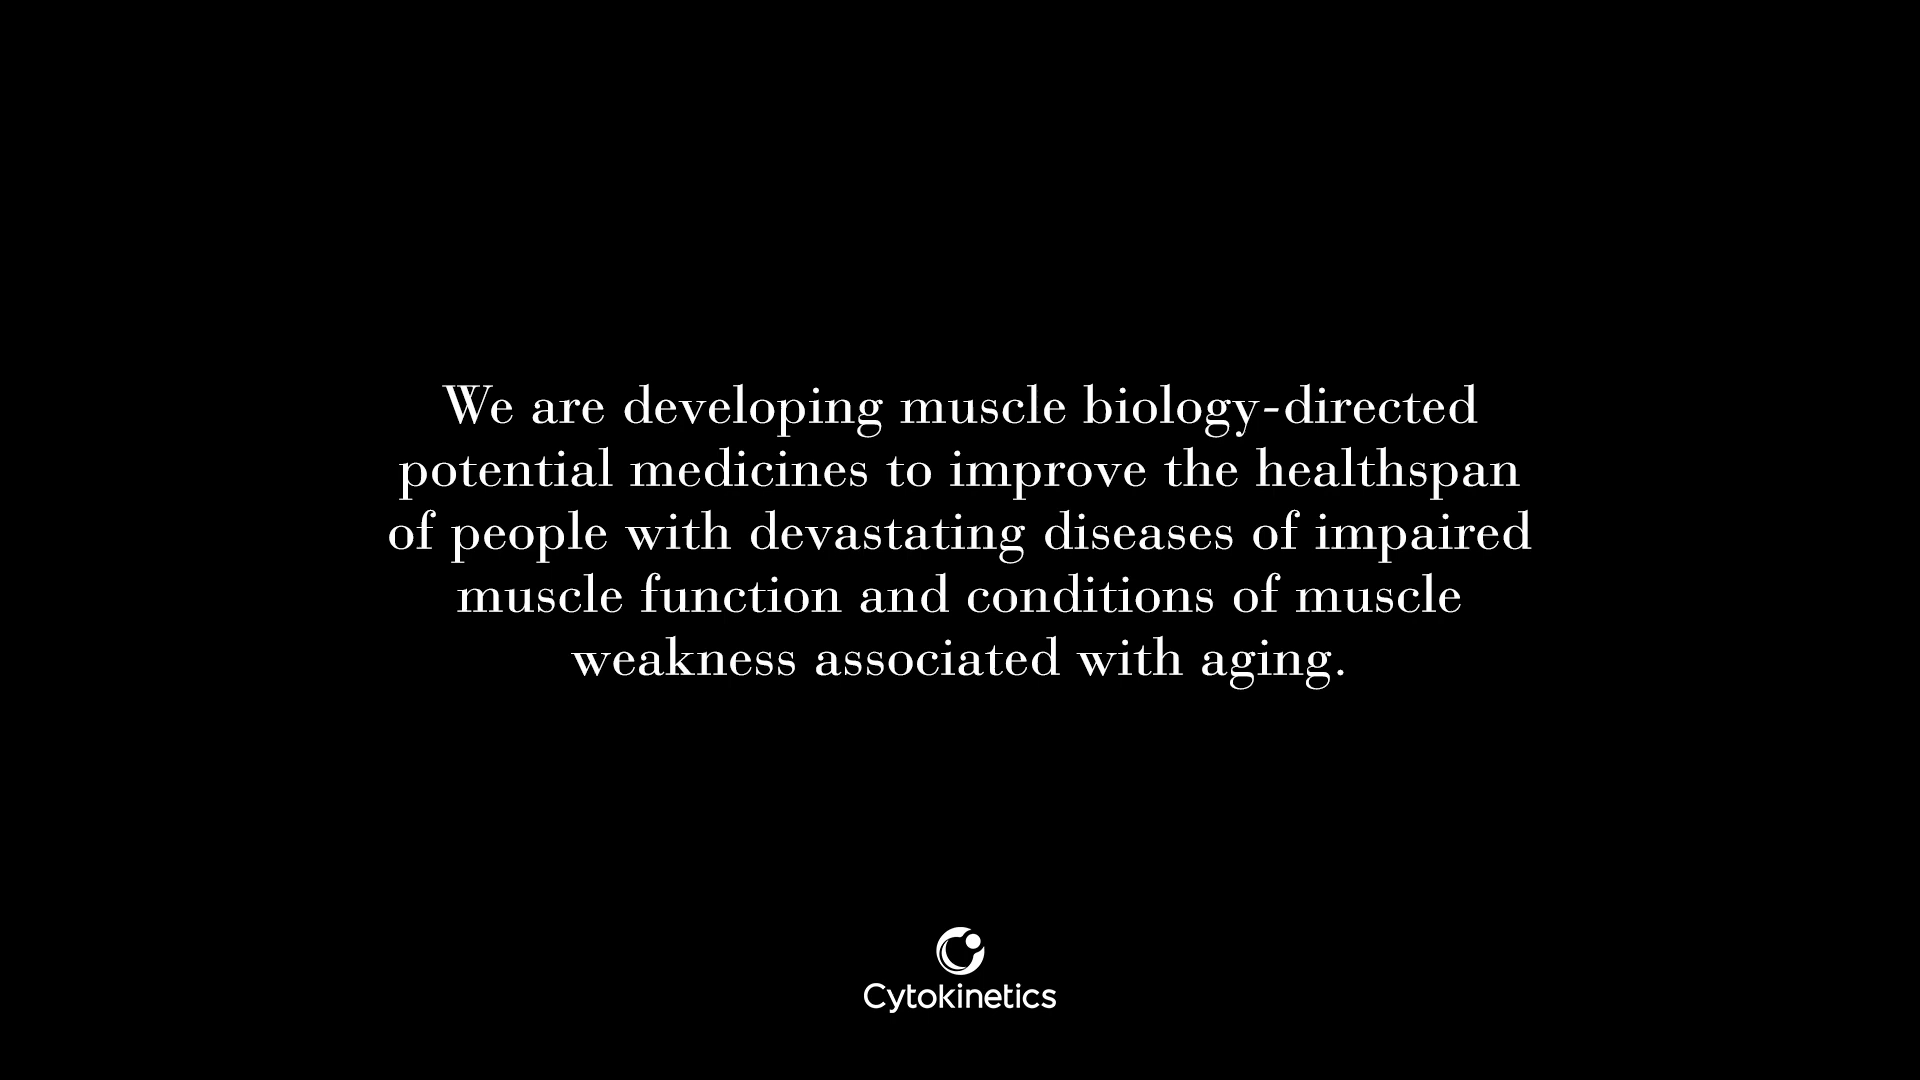 We are developing muscle biology-directed
potential medicines to improve the healthspan
of people with devastating diseases of impaired
muscle function and conditions of muscle
weakness associated with aging.
Cytokinetics